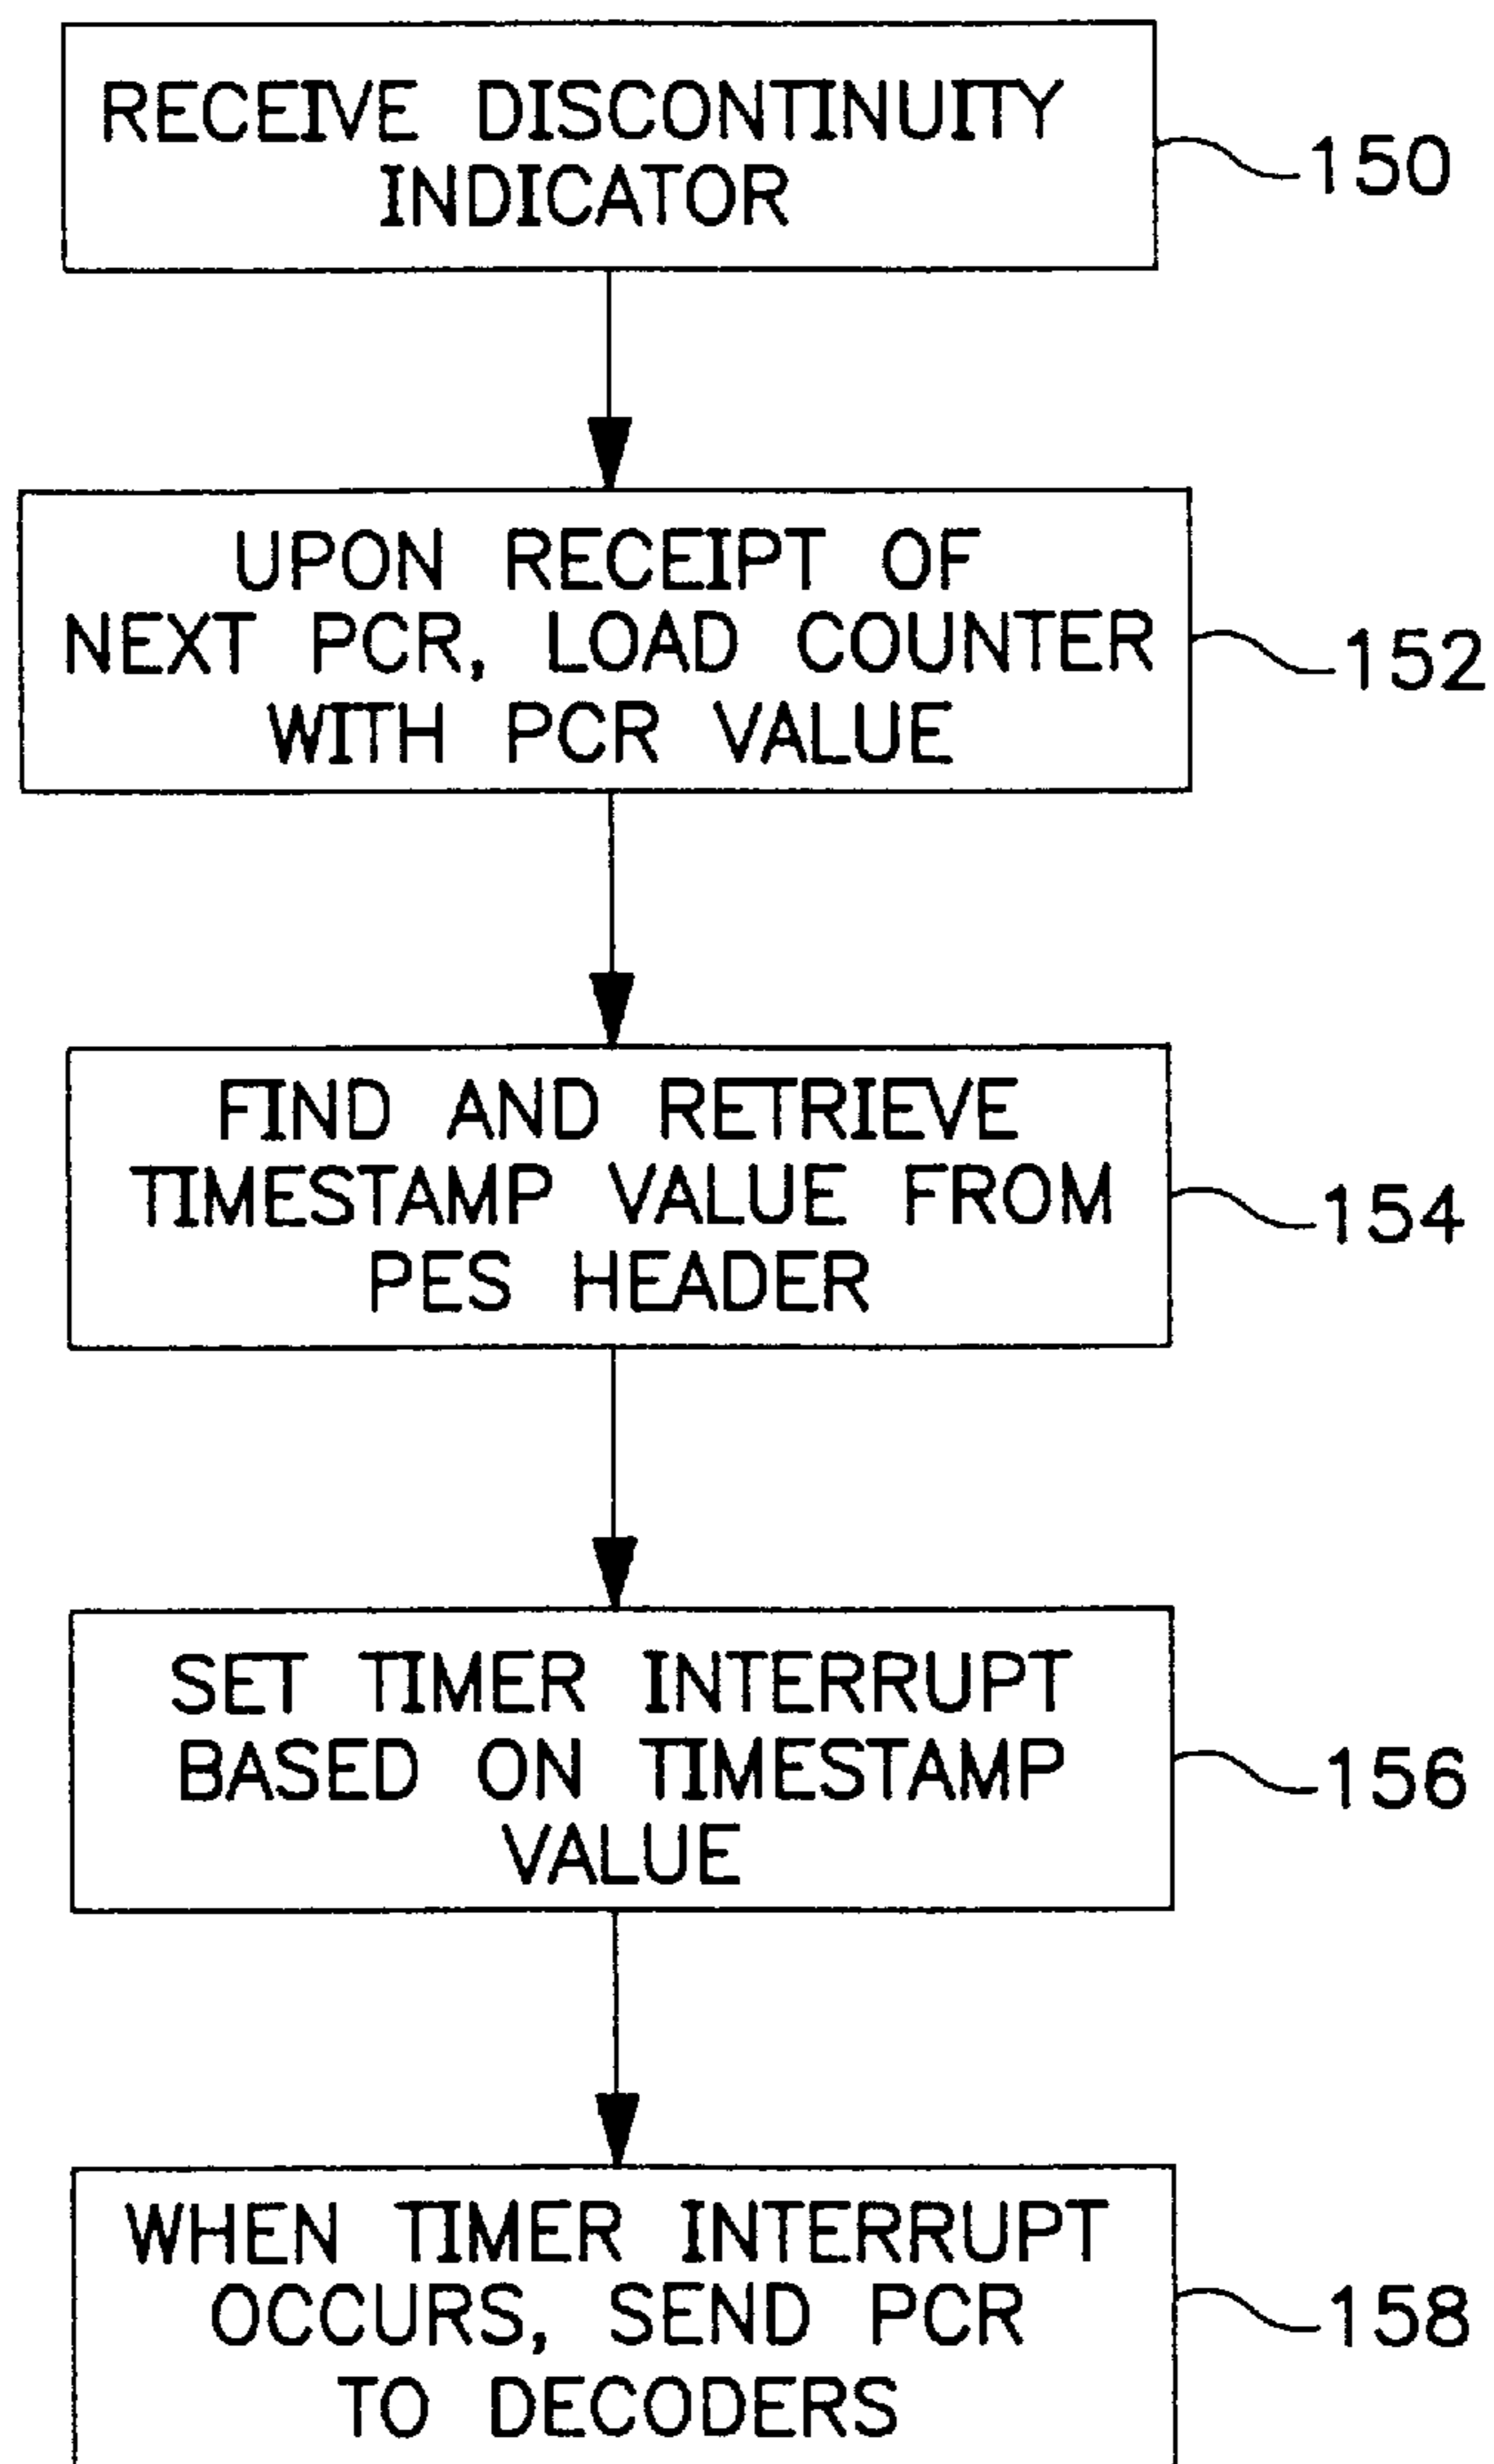 RECEIVE DISCONTINUITY
INDICATOR
150
UPON RECEIPT OF
NEXT PCR, LOAD COUNTER
WITH PCR VALUE
152
FIND AND RETRIEVE
TIMESTAMP VALUE FROM
PES HEADER
154
SET TIMER INTERRUPT
BASED ON TIMESTAMP
VALUE
156
WHEN TIMER INTERRUPT
OCCURS, SEND PCR
TO DECODERS
158